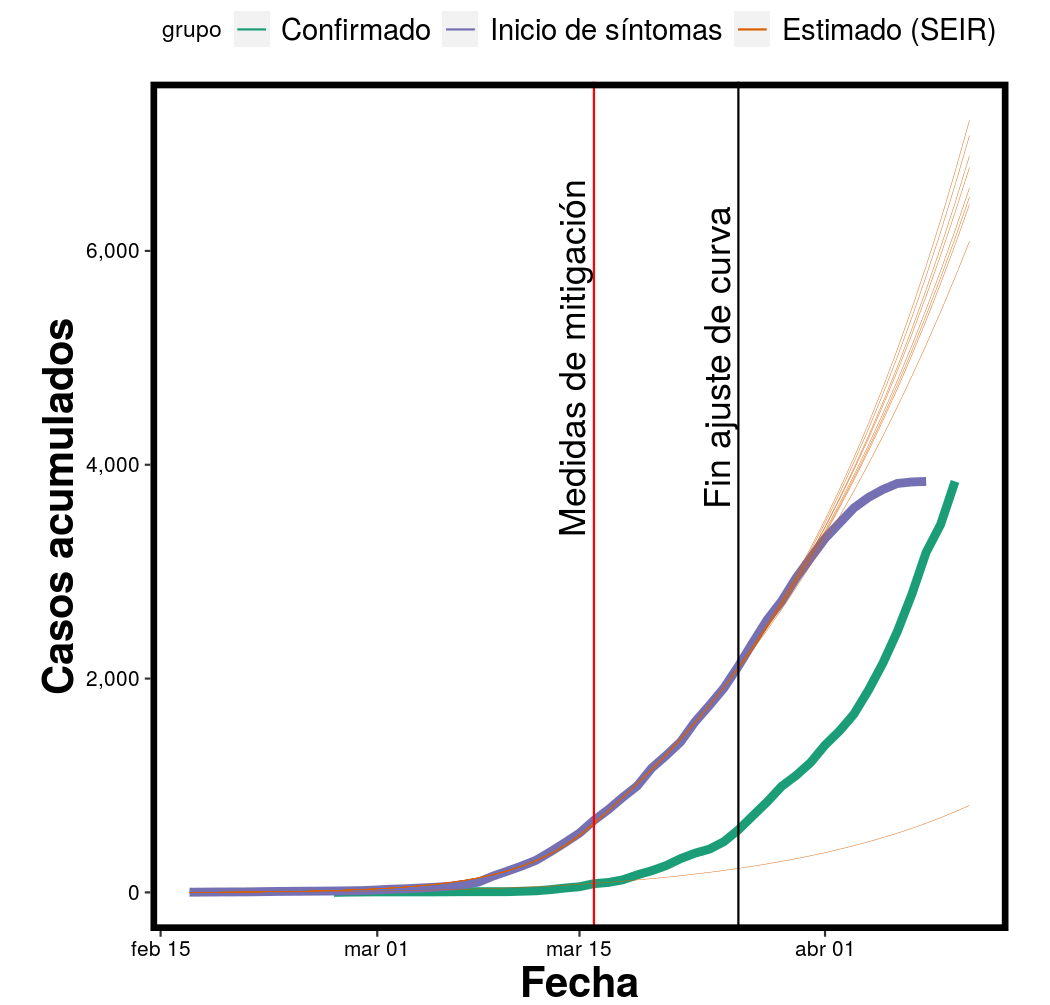 grupo Confirmado Inicio de síntomas Estimado (SEIR)
Medidas de mitigación
Fin ajuste de curva
Casos acumulados
6,000
4,000
2,000
0
feb 15 mar 01 mar 15 abr 01
Fecha